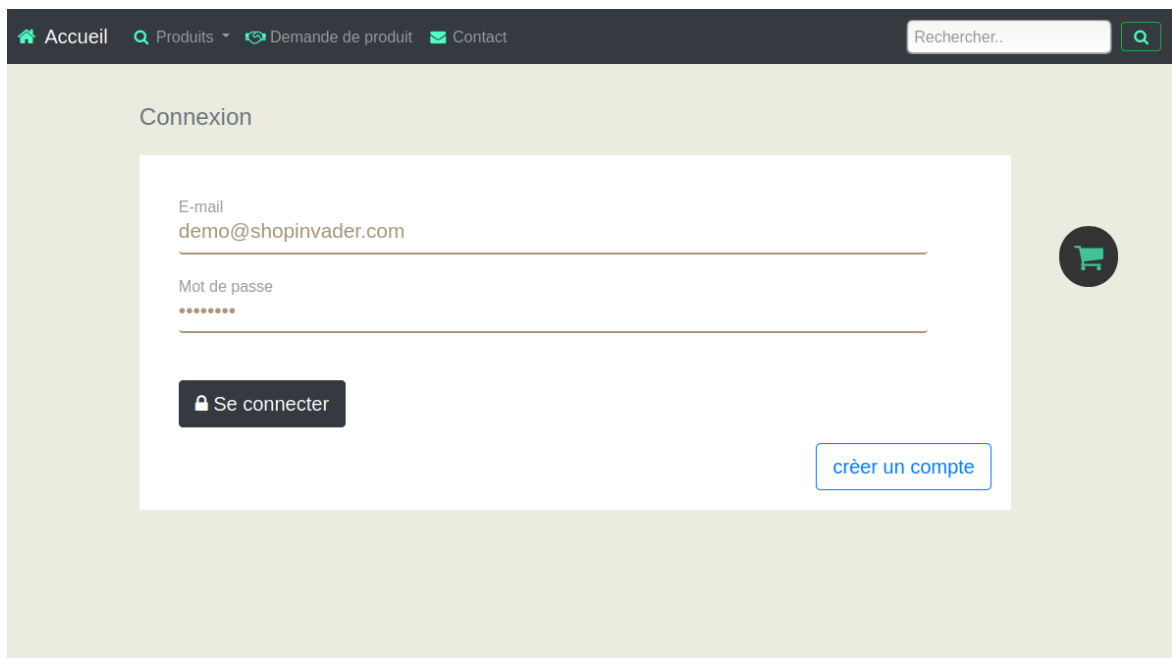 Accueil Produits Demande de produit Contact Rechercher..
Connexion
E-mail
demo@shopinvader.com
Mot de passe
••••••••
Se connecter
crèer un compte